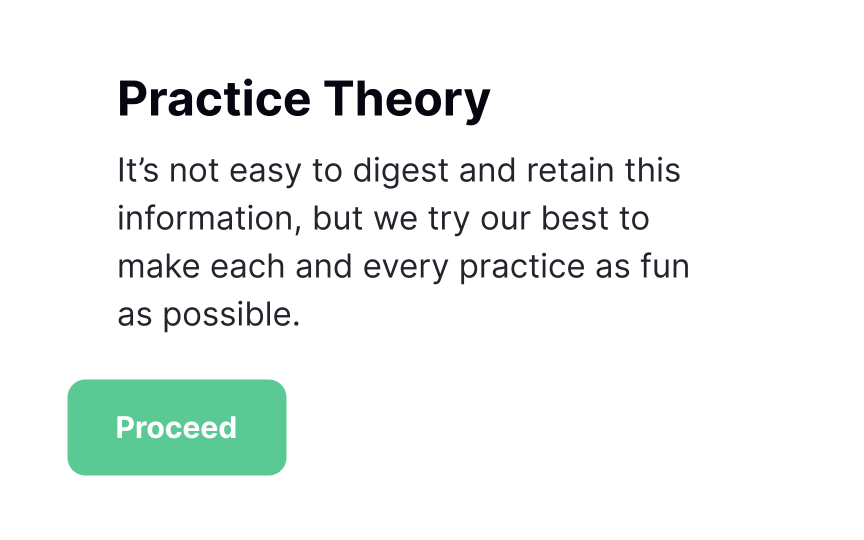 Practice Theory
It’s not easy to digest and retain this
information, but we try our best to
make each and every practice as fun
as possible.
Proceed